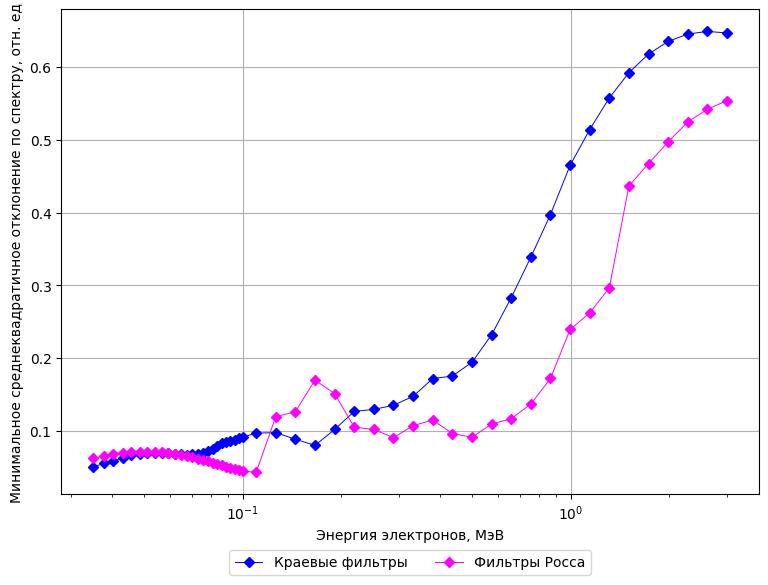 Минимальное среднеквадратичное отклонение по спектру, отн. ед
0.6
0.5
0.4
0.3
0.2
0.1
10⁻¹
10⁰
Энергия электронов, МэВ
Краевые фильтры
Фильтры Росса